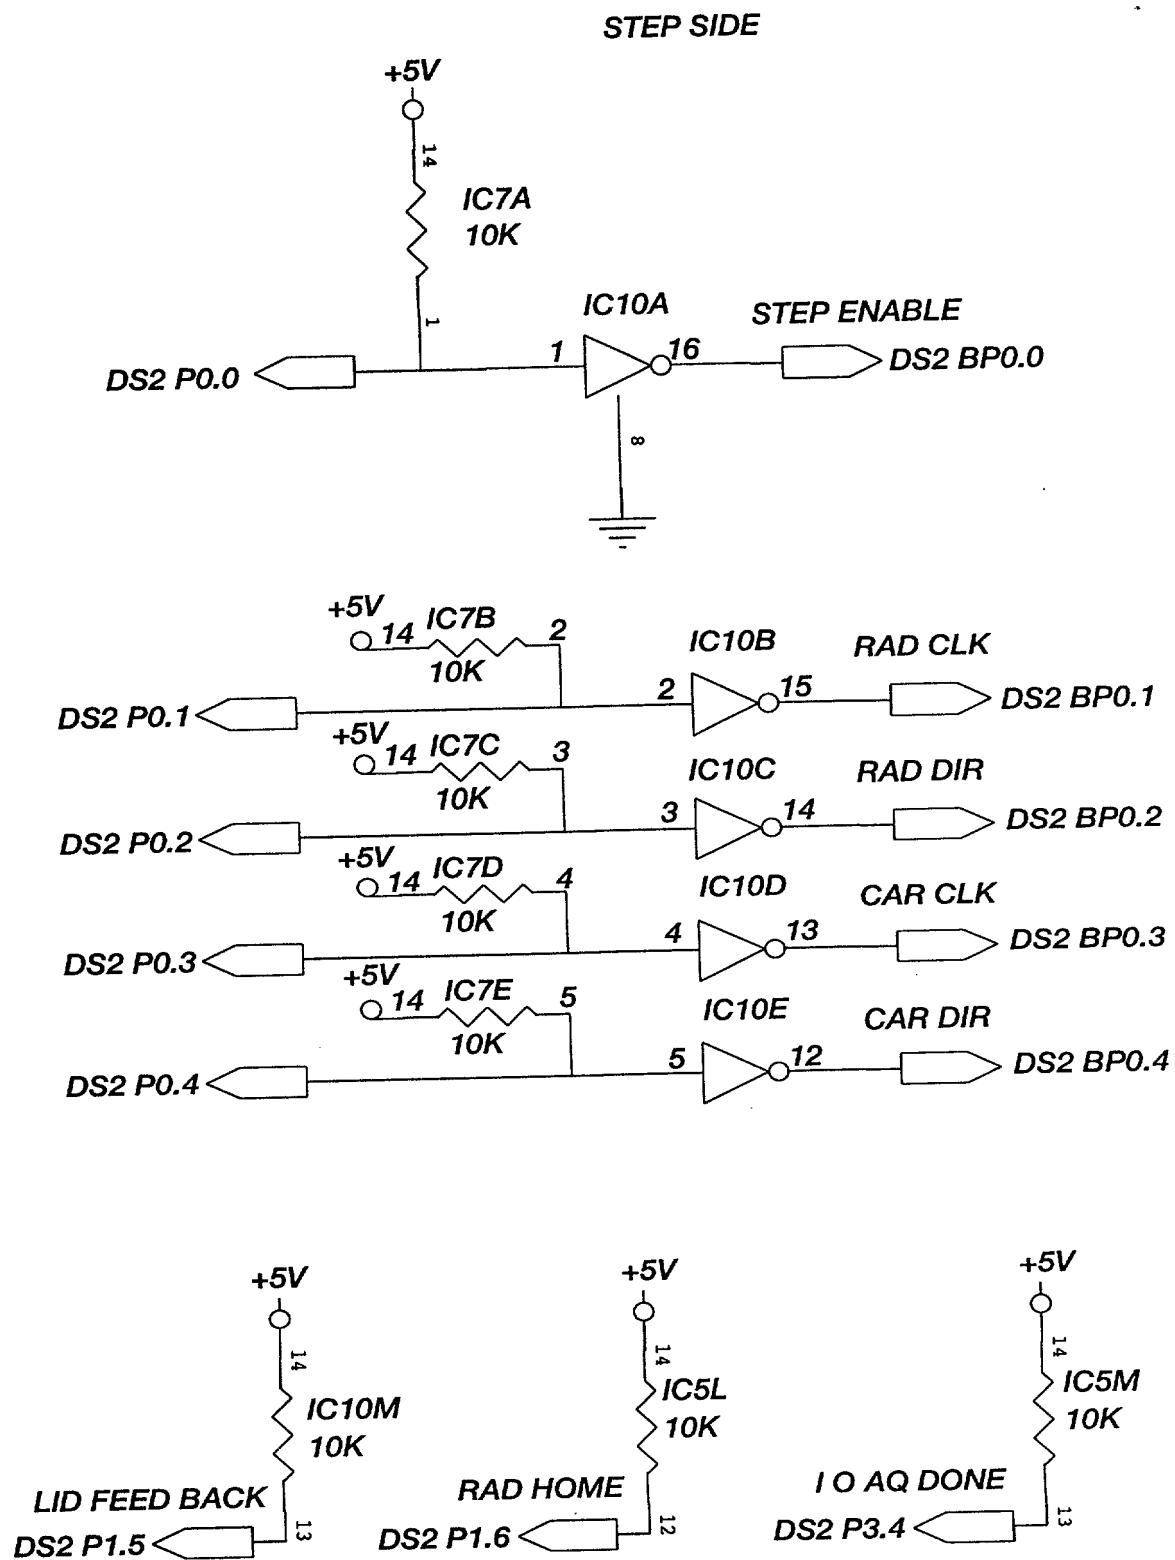 STEP SIDE
+5V
14
IC7A
10K
1
IC10A
STEP ENABLE
1
16
DS2 P0.0
DS2 BP0.0
8
+5V
14
IC7B
10K
2
IC10B
RAD CLK
2
15
DS2 P0.1
DS2 BP0.1
+5V
14
IC7C
10K
3
IC10C
RAD DIR
3
14
DS2 P0.2
DS2 BP0.2
+5V
14
IC7D
10K
4
IC10D
CAR CLK
4
13
DS2 P0.3
DS2 BP0.3
+5V
14
IC7E
10K
5
IC10E
CAR DIR
5
12
DS2 P0.4
DS2 BP0.4
+5V
14
IC10M
10K
LID FEED BACK
DS2 P1.5
13
+5V
14
IC5L
10K
RAD HOME
DS2 P1.6
12
+5V
14
IC5M
10K
I O AQ DONE
DS2 P3.4
13